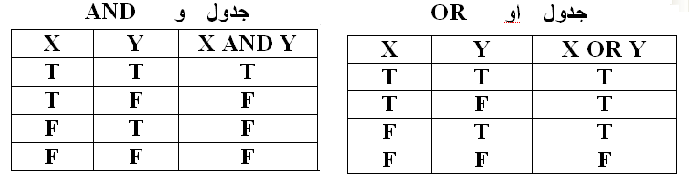 جدول و AND
X Y X AND Y
T T T
T F F
F T F
F F F
جدول او OR
X Y X OR Y
T T T
T F T
F T T
F F F